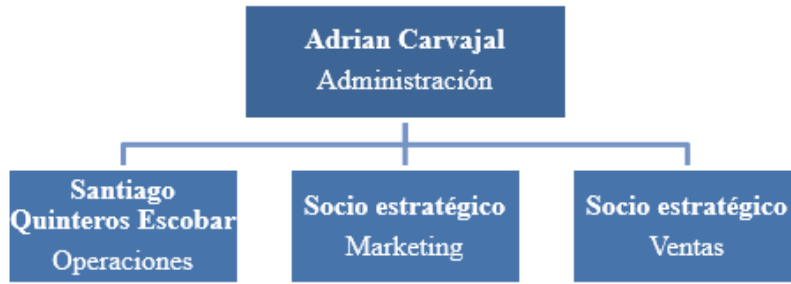 Adrian Carvajal
Administración
Santiago
Quinteros Escobar
Operaciones
Socio estratégico
Marketing
Socio estratégico
Ventas